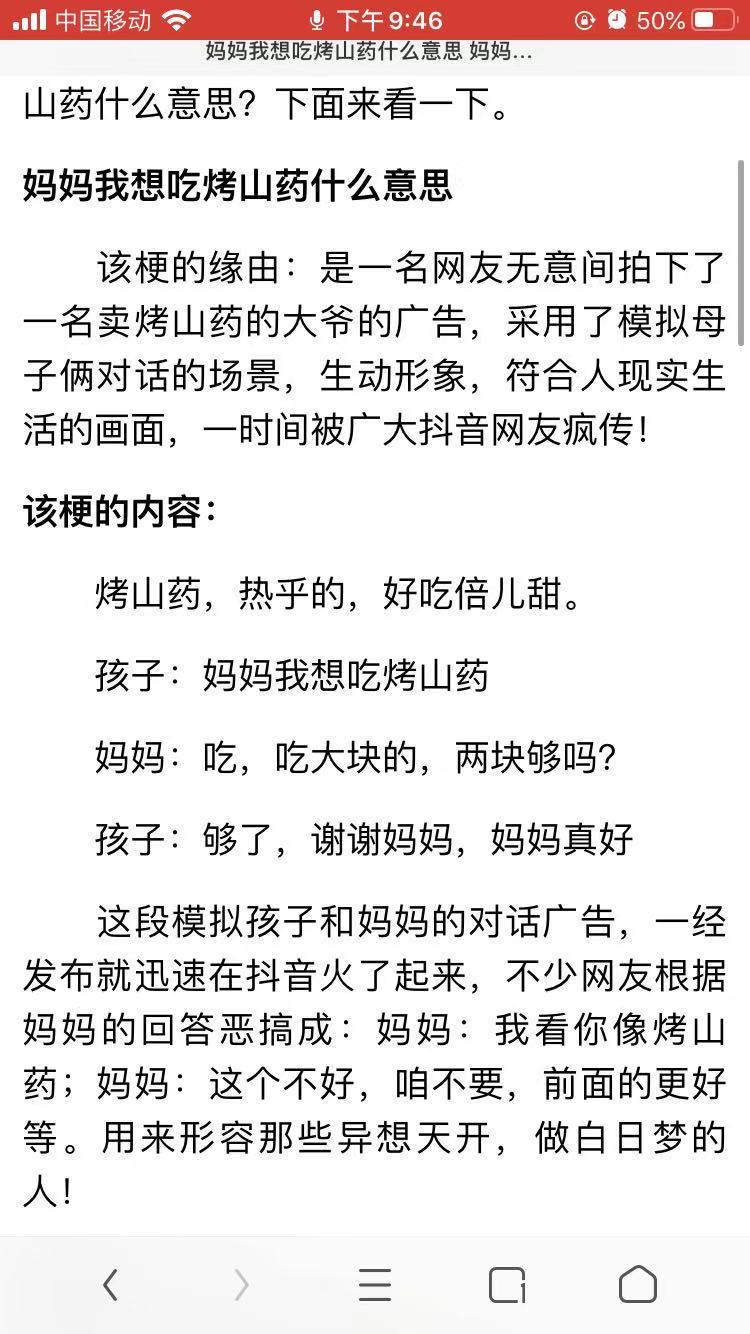 中国移动 下午9:46 50%
妈妈我想吃烤山药什么意思 妈妈...
山药什么意思？下面来看一下。
妈妈我想吃烤山药什么意思
该梗的缘由：是一名网友无意间拍下了
一名卖烤山药的大爷的广告，采用了模拟母
子俩对话的场景，生动形象，符合人现实生
活的画面，一时间被广大抖音网友疯传！
该梗的内容：
烤山药，热乎的，好吃倍儿甜。
孩子：妈妈我想吃烤山药
妈妈：吃，吃大块的，两块够吗？
孩子：够了，谢谢妈妈，妈妈真好
这段模拟孩子和妈妈的对话广告，一经
发布就迅速在抖音火了起来，不少网友根据
妈妈的回答恶搞成：妈妈：我看你像烤山
药；妈妈：这个不好，咱不要，前面的更好
等。用来形容那些异想天开，做白日梦的
人！
1